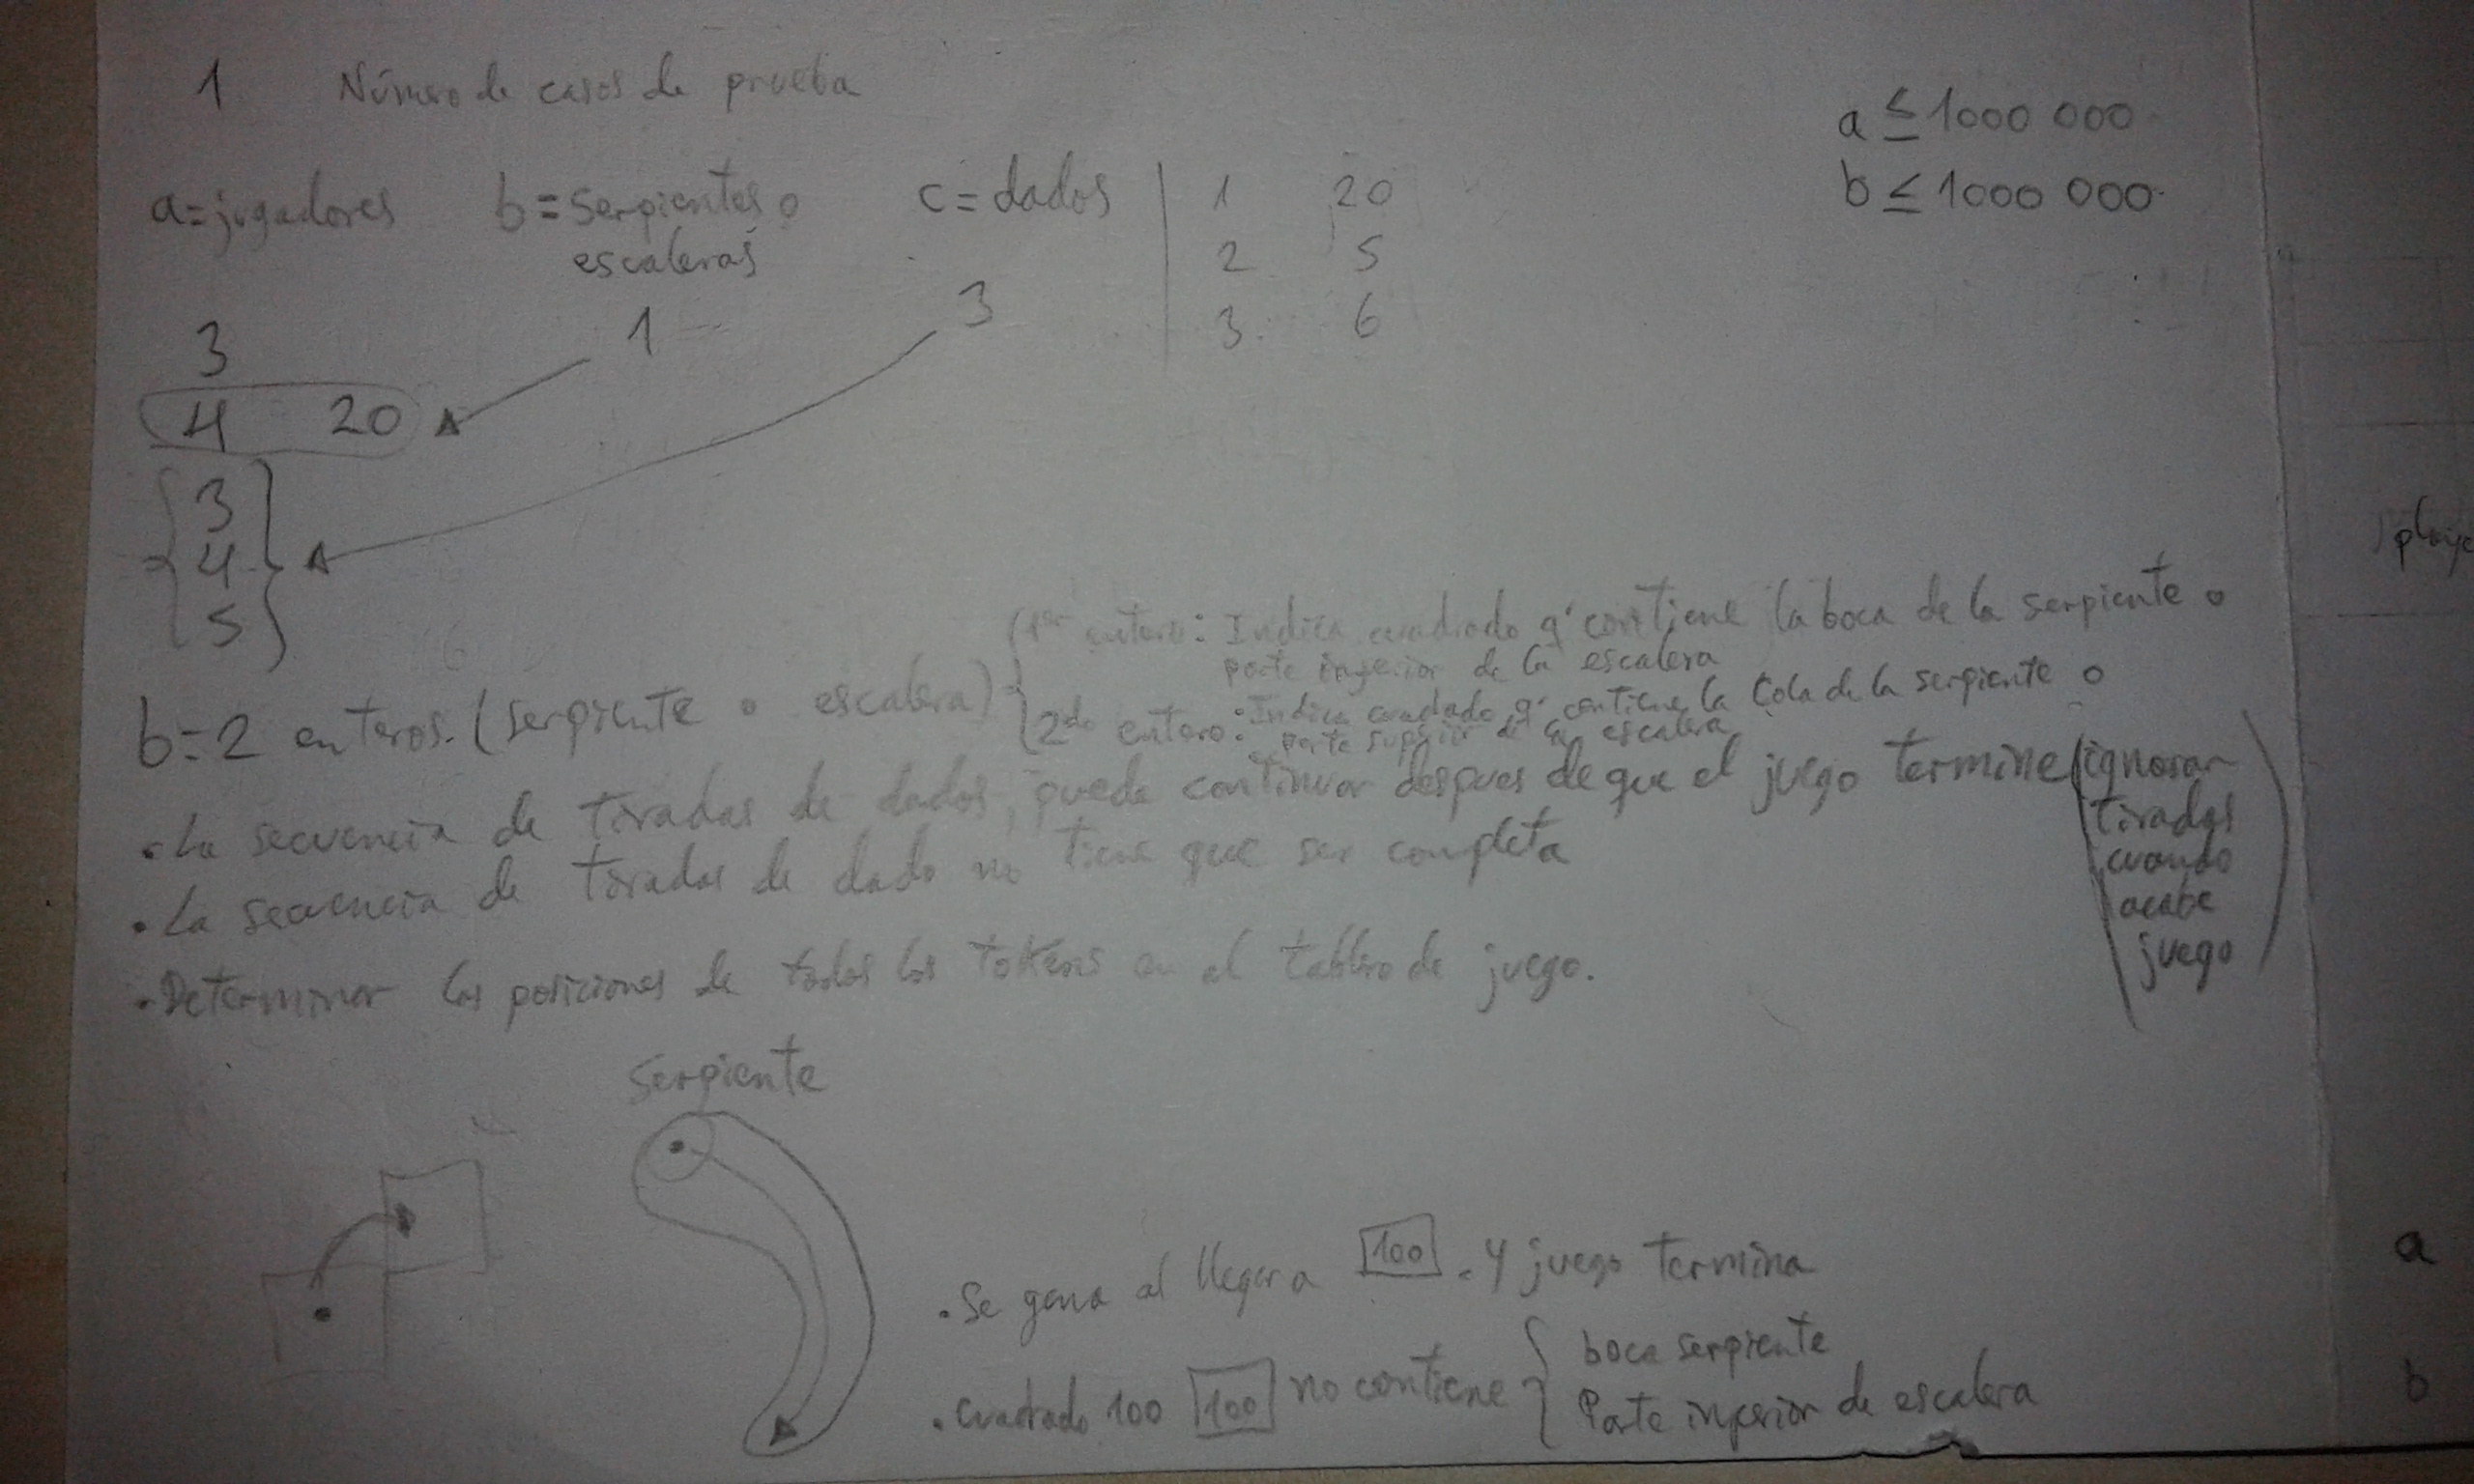 1 Número de casos de prueba
a ≤ 1000 000
b ≤ 1000 000
a=jugadores b=serpientes o escaleras c=dados
1 20
2 5
3 6
3 1 3
4 20
3
4
5
b=2 enteros. (serpiente o escalera)
1er entero: Indica cuadrado q' contiene la boca de la serpiente o
parte inferior de la escalera
2do entero: Indica cuadrado q' contiene la cola de la serpiente o
parte superior de la escalera
• La secuencia de tiradas de dados, puede continuar despues de que el juego termine (ignorar
tiradas
cuando
acabe
juego)
• La secuencia de tiradas de dado no tiene que ser completa
• Determinar las posiciones de todos los tokens en el tablero de juego.
serpiente
• Se gana al llegar a 100 . y juego termina
• Cuadrado 100 100 no contiene
boca serpiente
Parte inferior de escalera
a
b